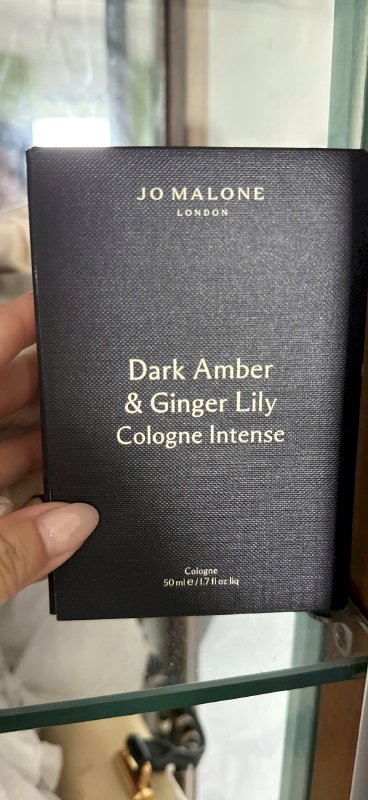 JO MALONE
LONDON
Dark Amber
& Ginger Lily
Cologne Intense
Cologne
50 ml e / 1.7 fl oz liq